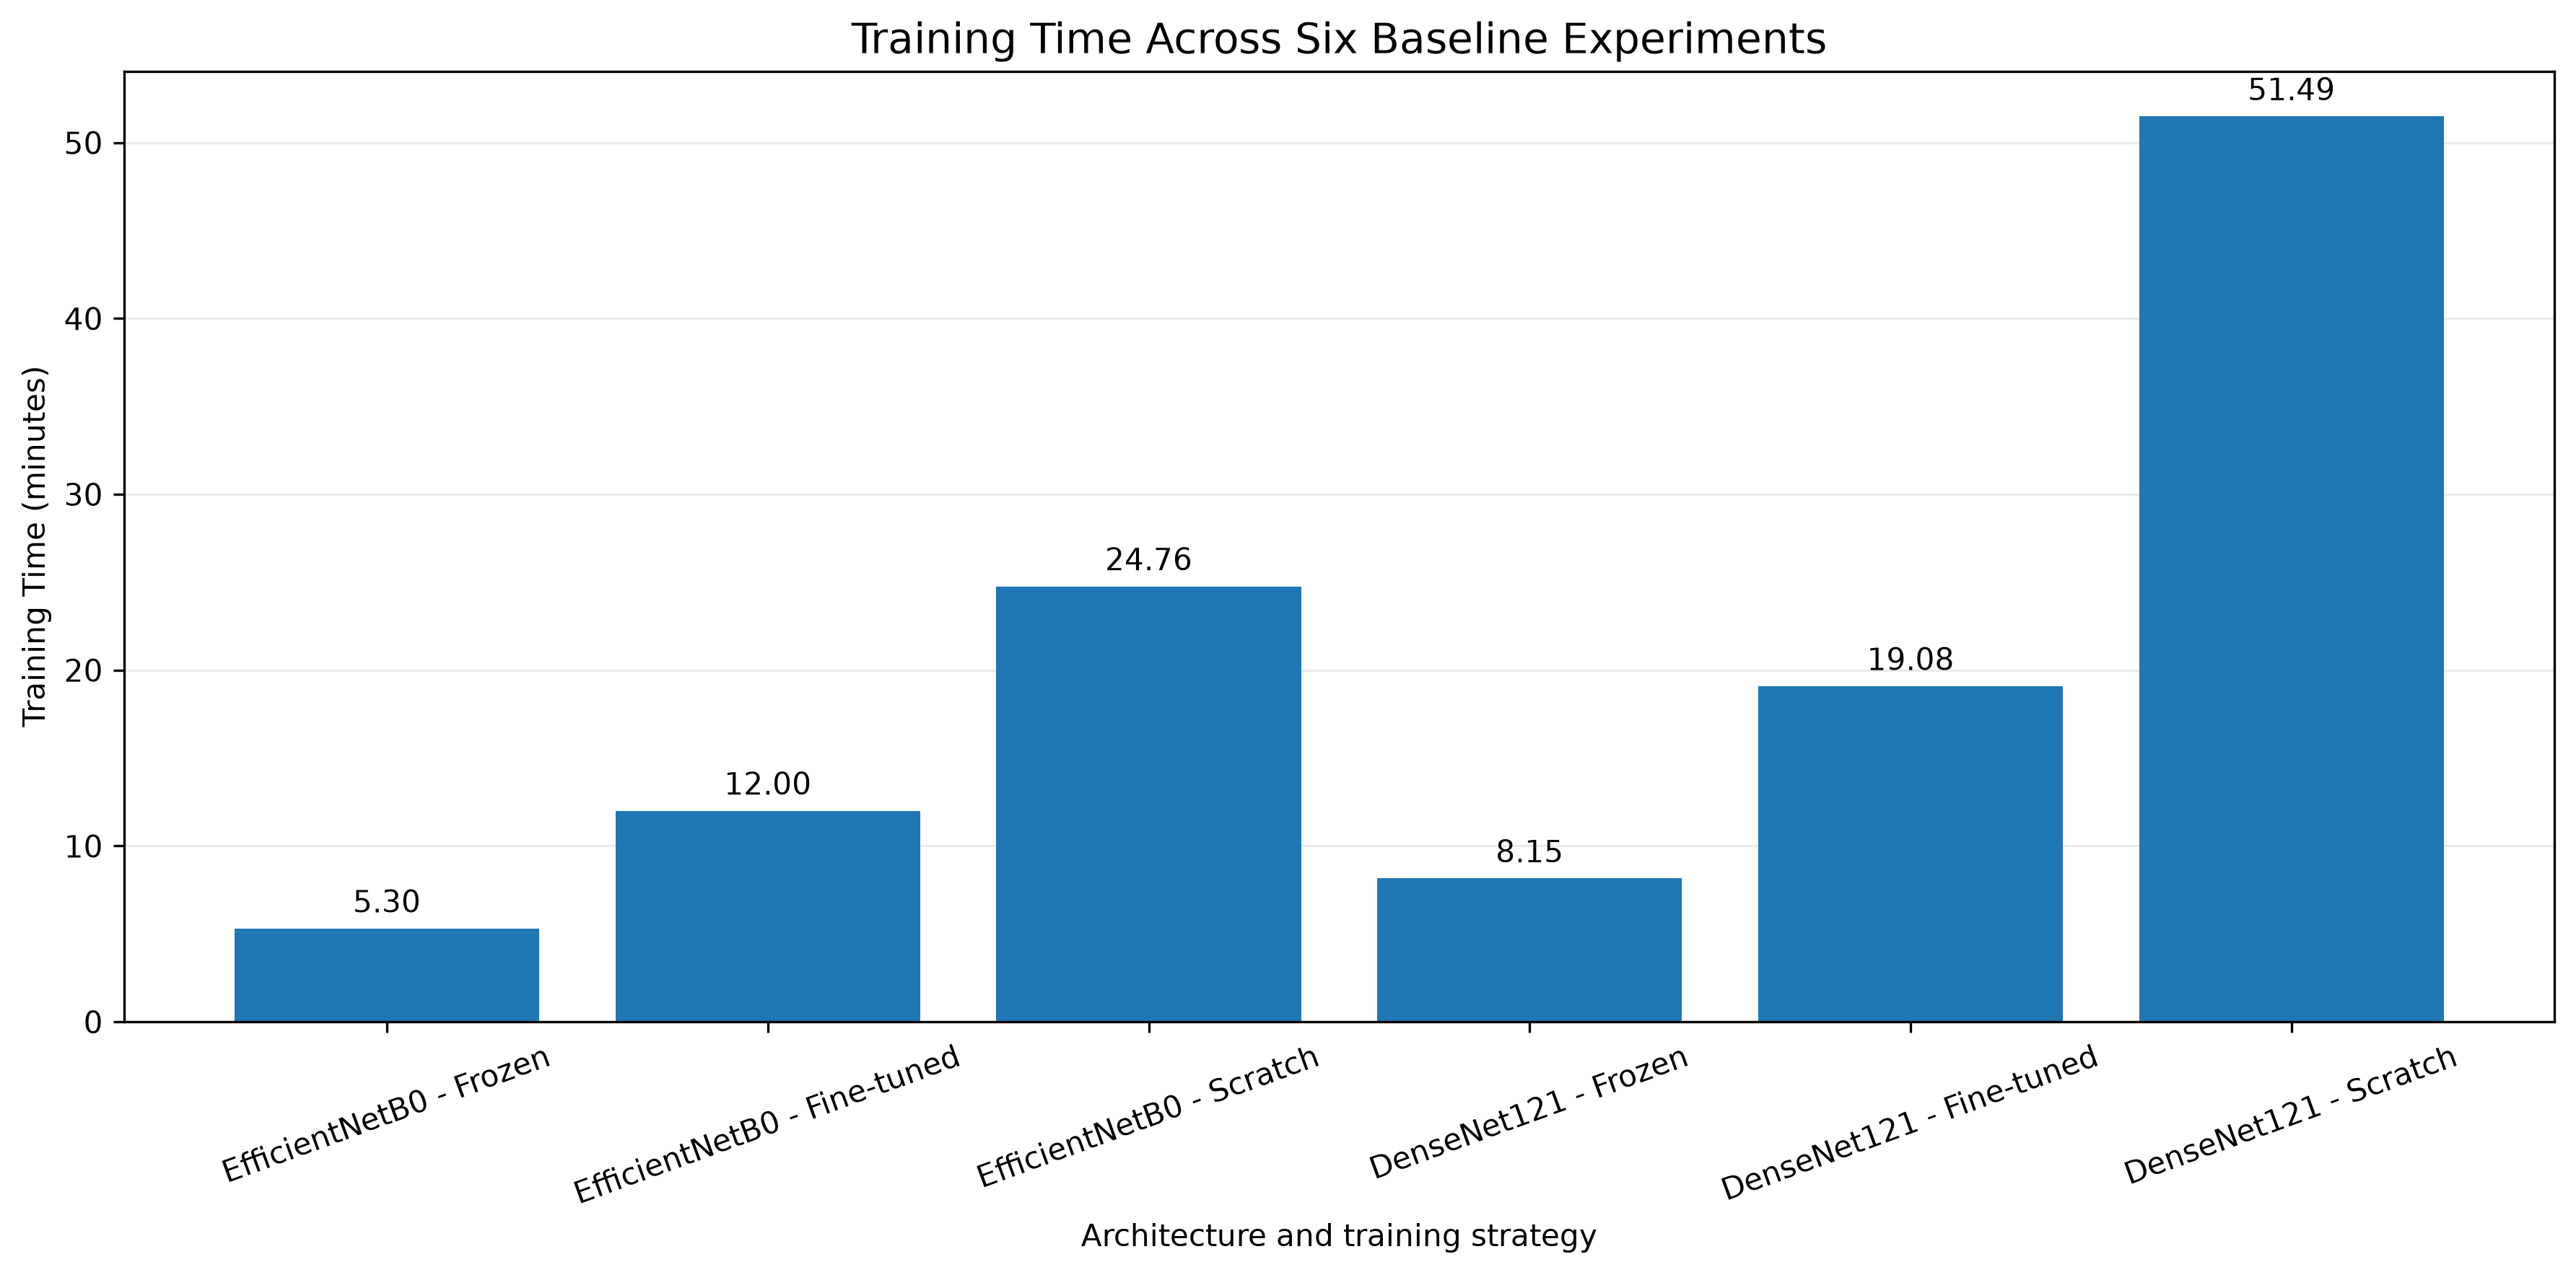 Training Time Across Six Baseline Experiments
Training Time (minutes)
50
40
30
20
10
0
5.30
12.00
24.76
8.15
19.08
51.49
EfficientNetB0 - Frozen
EfficientNetB0 - Fine-tuned
EfficientNetB0 - Scratch
DenseNet121 - Frozen
DenseNet121 - Fine-tuned
DenseNet121 - Scratch
Architecture and training strategy